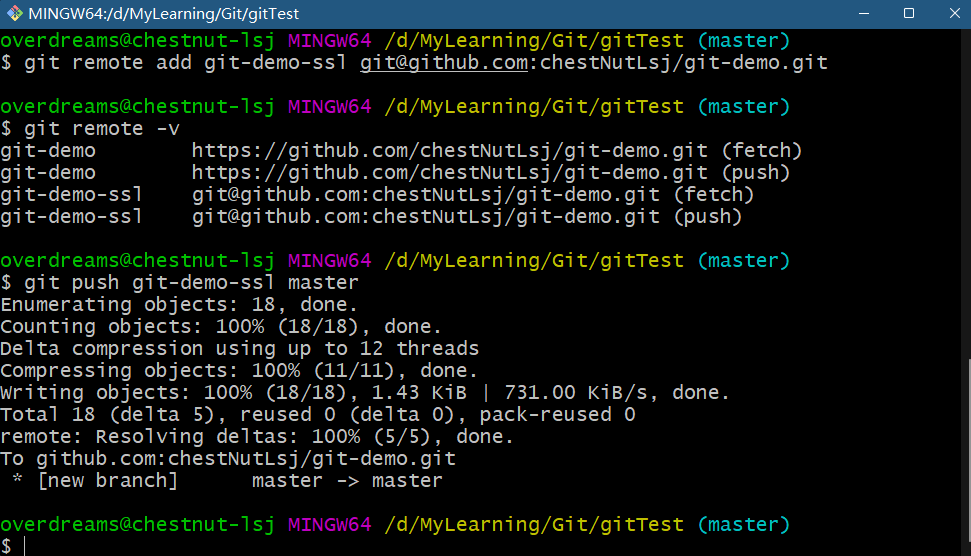 MINGW64:/d/MyLearning/Git/gitTest
overdreams@chestnut-lsj MINGW64 /d/MyLearning/Git/gitTest (master)
$ git remote add git-demo-ssl git@github.com:chestNutLsj/git-demo.git
overdreams@chestnut-lsj MINGW64 /d/MyLearning/Git/gitTest (master)
$ git remote -v
git-demo        https://github.com/chestNutLsj/git-demo.git (fetch)
git-demo        https://github.com/chestNutLsj/git-demo.git (push)
git-demo-ssl    git@github.com:chestNutLsj/git-demo.git (fetch)
git-demo-ssl    git@github.com:chestNutLsj/git-demo.git (push)
overdreams@chestnut-lsj MINGW64 /d/MyLearning/Git/gitTest (master)
$ git push git-demo-ssl master
Enumerating objects: 18, done.
Counting objects: 100% (18/18), done.
Delta compression using up to 12 threads
Compressing objects: 100% (11/11), done.
Writing objects: 100% (18/18), 1.43 KiB | 731.00 KiB/s, done.
Total 18 (delta 5), reused 0 (delta 0), pack-reused 0
remote: Resolving deltas: 100% (5/5), done.
To github.com:chestNutLsj/git-demo.git
 * [new branch]      master -> master
overdreams@chestnut-lsj MINGW64 /d/MyLearning/Git/gitTest (master)
$